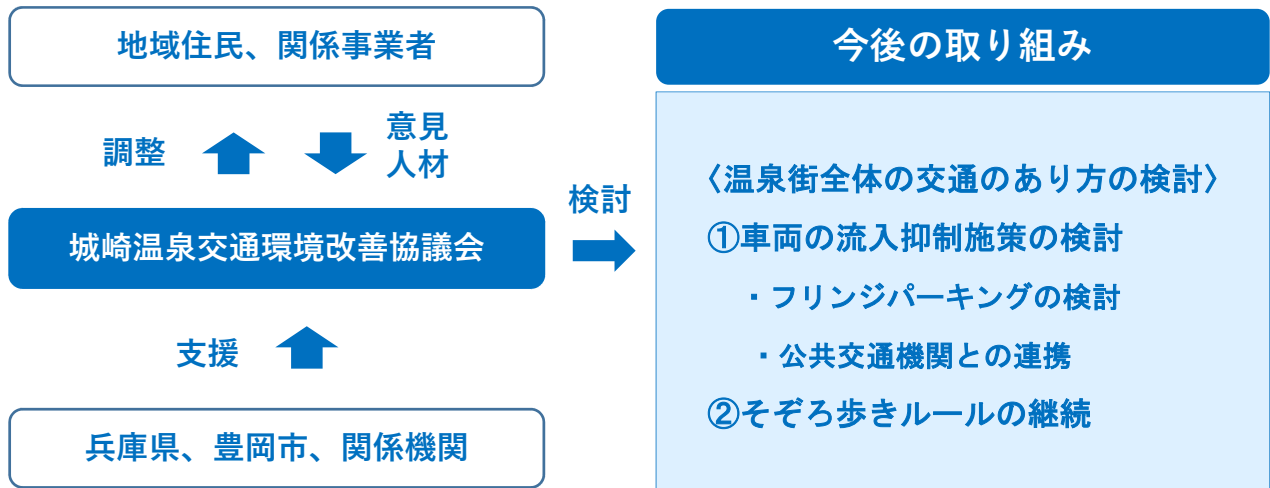 地域住民、関係事業者
調整
意見
人材
城崎温泉交通環境改善協議会
支援
兵庫県、豊岡市、関係機関
検討
今後の取り組み
〈温泉街全体の交通のあり方の検討〉
①車両の流入抑制施策の検討
・フリンジパーキングの検討
・公共交通機関との連携
②そぞろ歩きルールの継続